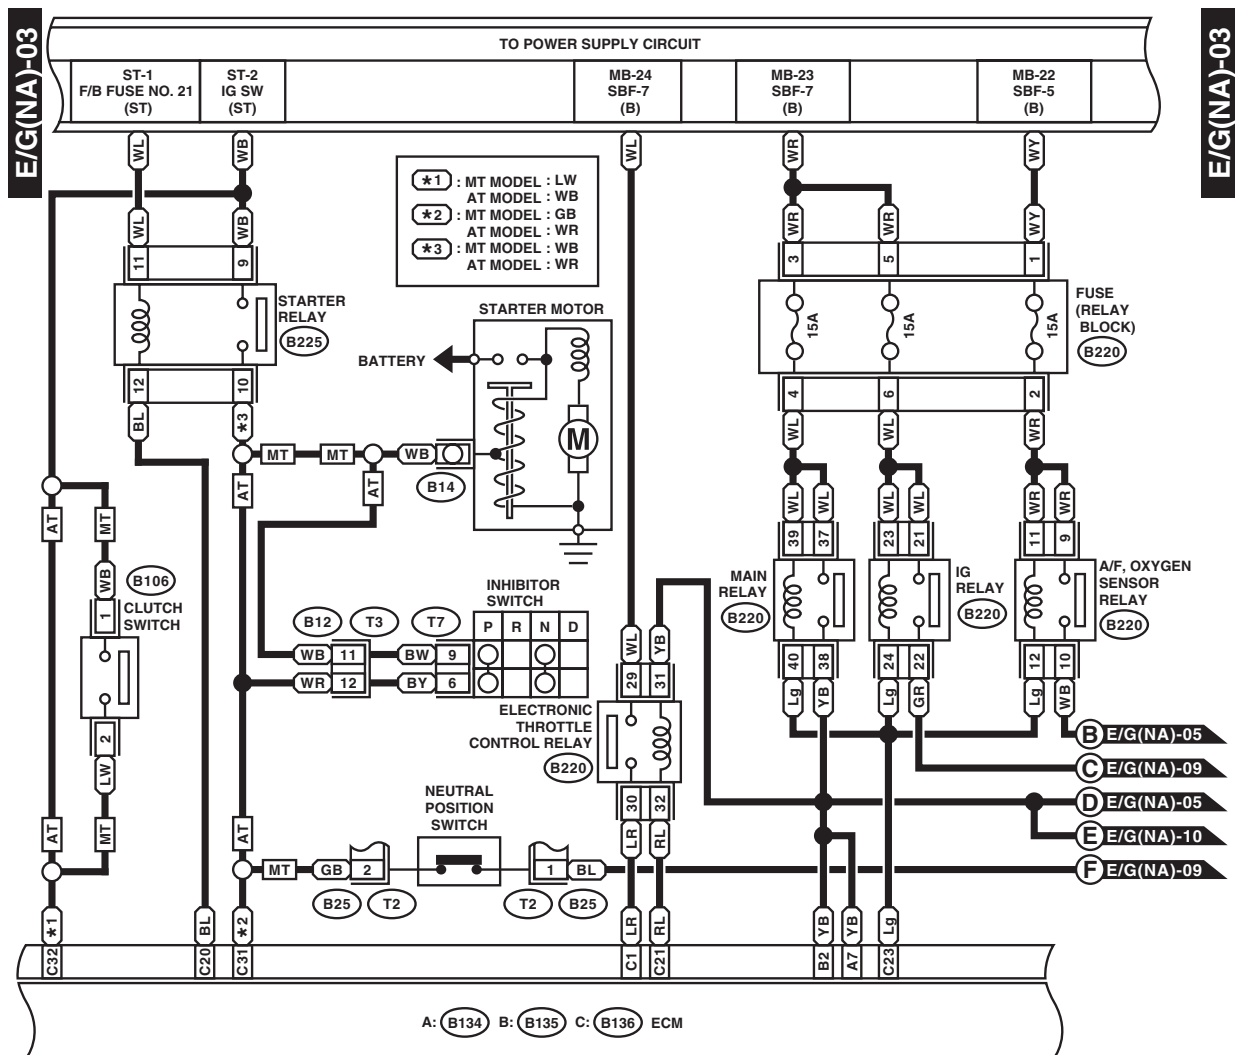 E/G(NA)-03
E/G(NA)-03
TO POWER SUPPLY CIRCUIT
ST-1
F/B FUSE NO. 21
(ST)
ST-2
IG SW
(ST)
MB-24
SBF-7
(B)
MB-23
SBF-7
(B)
MB-22
SBF-5
(B)
WL
WB
WL
WR
WY
*1 : MT MODEL : LW
AT MODEL : WB
*2 : MT MODEL : GB
AT MODEL : WR
*3 : MT MODEL : WB
AT MODEL : WR
WL
WB
WR
WR
WY
11
9
3
5
1
STARTER
RELAY
B225
STARTER MOTOR
BATTERY
M
15A
15A
15A
FUSE
(RELAY
BLOCK)
B220
12
10
4
6
2
BL
*3
WL
WL
WR
MT
MT
WB
B14
AT
AT
AT
MT
WL
WL
WL
WL
WR
WR
39
37
23
21
11
9
WB
B106
1
CLUTCH
SWITCH
MAIN
RELAY
B220
IG
RELAY
B220
A/F, OXYGEN
SENSOR
RELAY
B220
INHIBITOR
SWITCH
B12
T3
T7
P
R
N
D
WB
11
BW
9
WR
12
BY
6
WL
YB
29
31
40
38
24
22
12
10
Lg
YB
Lg
GR
Lg
WB
2
LW
ELECTRONIC
THROTTLE
CONTROL RELAY
B220
B E/G(NA)-05
C E/G(NA)-09
D E/G(NA)-05
E E/G(NA)-10
F E/G(NA)-09
30
32
LR
RL
NEUTRAL
POSITION
SWITCH
AT
MT
AT
MT
GB
2
1
BL
B25
T2
T2
B25
*1
BL
*2
LR
RL
YB
YB
Lg
C32
C20
C31
C1
C21
B2
A7
C23
A: B134 B: B135 C: B136 ECM